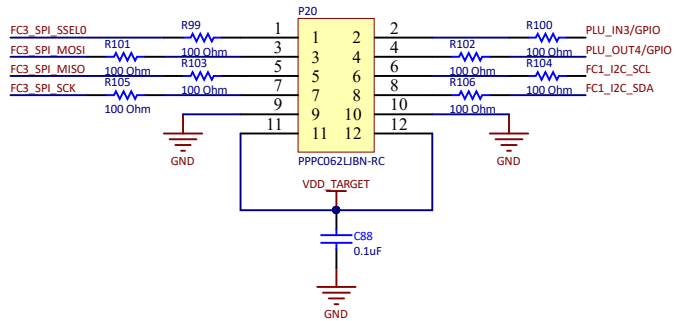 P20
FC3_SPI_SSEL0 R99 1 1 2 2 R100 PLU_IN3/GPIO
FC3_SPI_MOSI R101 100 Ohm 3 3 4 4 R102 100 Ohm PLU_OUT4/GPIO
FC3_SPI_MISO 100 Ohm R103 5 5 6 6 100 Ohm R104 FC1_I2C_SCL
FC3_SPI_SCK R105 100 Ohm 7 7 8 8 R106 100 Ohm FC1_I2C_SDA
100 Ohm 9 9 10 10 100 Ohm
11 11 12 12
GND PPPC062LJBN-RC GND
VDD_TARGET
C88
0.1uF
GND